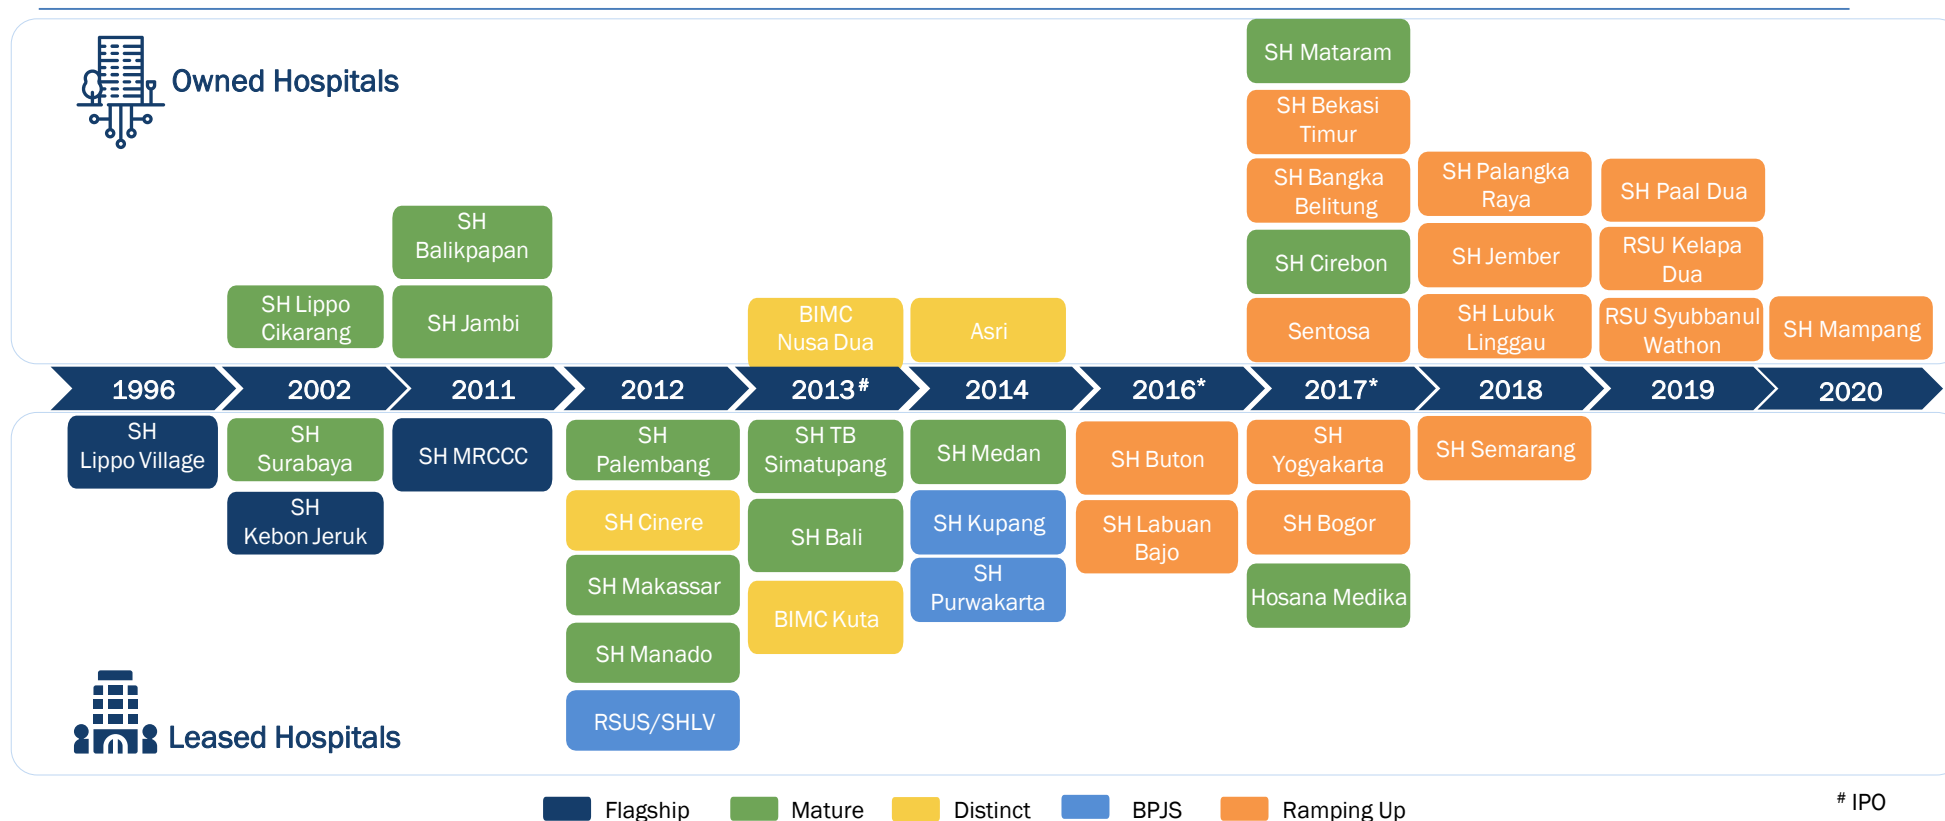 Owned Hospitals
SH Mataram
SH Bekasi
Timur
SH Bangka
Belitung
SH Cirebon
Sentosa
SH Palangka
Raya
SH Jember
SH Lubuk
Linggau
SH Paal Dua
RSU Kelapa
Dua
RSU Syubbanul
Wathon
SH Mampang
SH
Balikpapan
SH Jambi
SH Lippo
Cikarang
BIMC
Nusa Dua
Asri
1996
2002
2011
2012
2013#
2014
2016*
2017*
2018
2019
2020
SH
Lippo Village
SH
Surabaya
SH
Kebon Jeruk
SH MRCCC
SH
Palembang
SH Cinere
SH Makassar
SH Manado
RSUS/SHLV
SH TB
Simatupang
SH Bali
BIMC Kuta
SH Medan
SH Kupang
SH
Purwakarta
SH Buton
SH Labuan
Bajo
SH
Yogyakarta
SH Bogor
Hosana Medika
SH Semarang
Leased Hospitals
Flagship
Mature
Distinct
BPJS
Ramping Up
# IPO